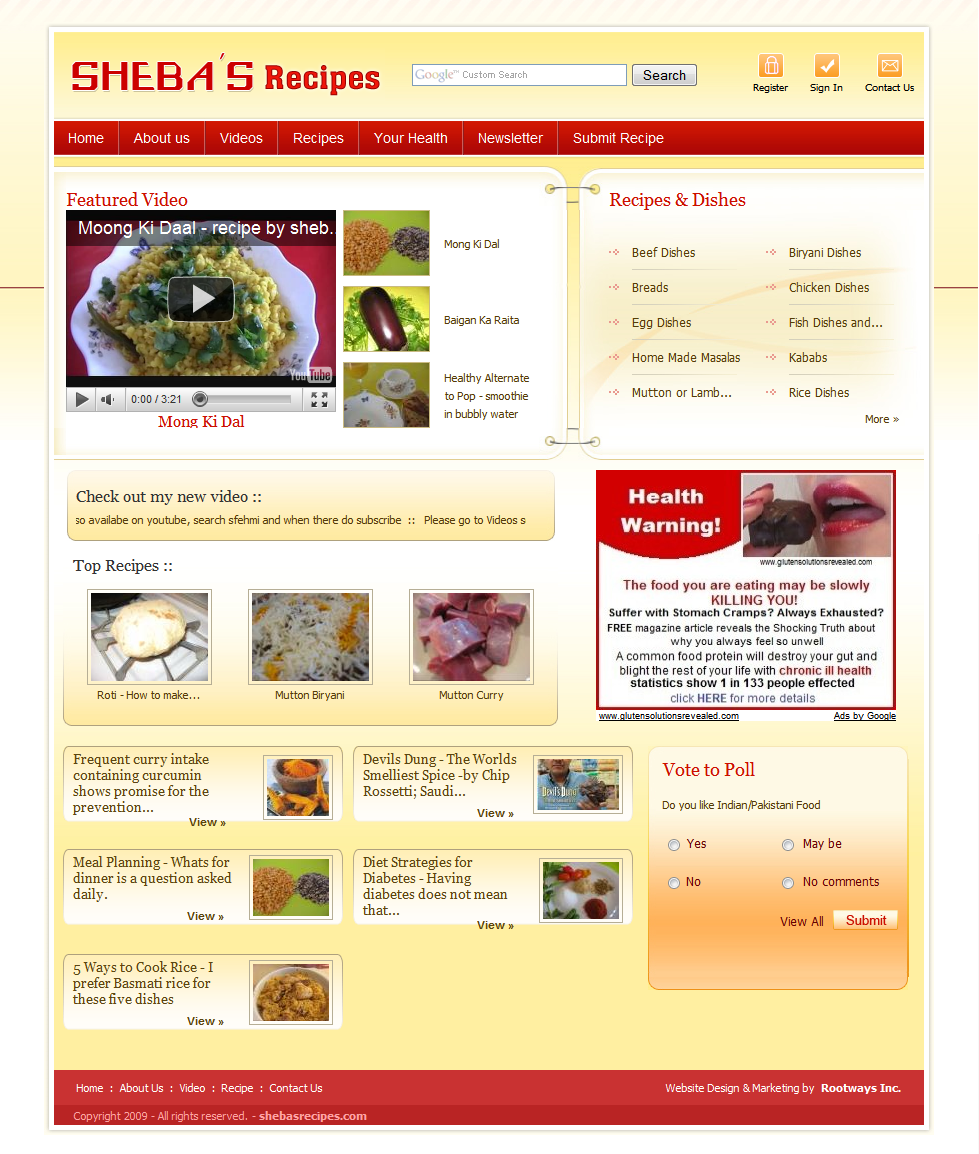 SHEBA'S Recipes
Google™ Custom Search
Search
Register
Sign In
Contact Us
Home
About us
Videos
Recipes
Your Health
Newsletter
Submit Recipe
Featured Video
Moong Ki Daal - recipe by sheb...
YouTube
0:00 / 3:21
Mong Ki Dal
Mong Ki Dal
Baigan Ka Raita
Healthy Alternate
to Pop - smoothie
in bubbly water
Recipes & Dishes
Beef Dishes
Biryani Dishes
Breads
Chicken Dishes
Egg Dishes
Fish Dishes and...
Home Made Masalas
Kababs
Mutton or Lamb...
Rice Dishes
More »
Check out my new video ::
so availabe on youtube, search sfehmi and when there do subscribe :: Please go to Videos s
Top Recipes ::
Roti - How to make...
Mutton Biryani
Mutton Curry
Health
Warning!
www.glutensolutionsrevealed.com
The food you are eating may be slowly
KILLING YOU!
Suffer with Stomach Cramps? Always Exhausted?
FREE magazine article reveals the Shocking Truth about
why you always feel so unwell
A common food protein will destroy your gut and
blight the rest of your life with chronic ill health
statistics show 1 in 133 people effected
click HERE for more details
www.glutensolutionsrevealed.com
Ads by Google
Frequent curry intake
containing curcumin
shows promise for the
prevention...
View »
Devils Dung - The Worlds
Smelliest Spice -by Chip
Rossetti; Saudi...
Devil's Dung
View »
Meal Planning - Whats for
dinner is a question asked
daily.
View »
Diet Strategies for
Diabetes - Having
diabetes does not mean
that...
View »
5 Ways to Cook Rice - I
prefer Basmati rice for
these five dishes
View »
Vote to Poll
Do you like Indian/Pakistani Food
Yes
May be
No
No comments
View All
Submit
Home : About Us : Video : Recipe : Contact Us
Website Design & Marketing by Rootways Inc.
Copyright 2009 - All rights reserved. - shebasrecipes.com